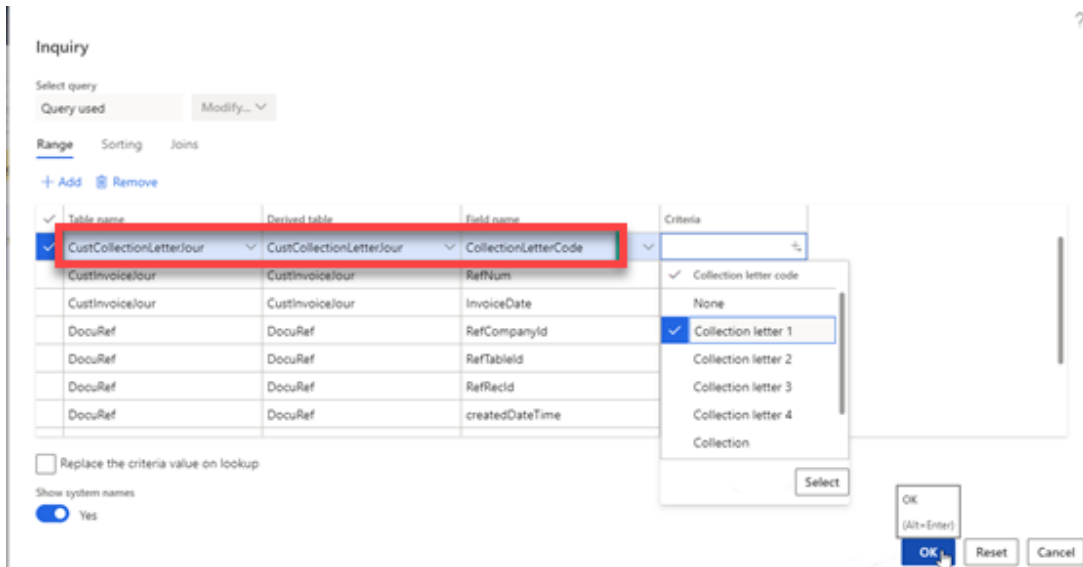 ?
Inquiry
Select query
Query used Modify...
Range Sorting Joins
+ Add Remove
Table name Derived table Field name Criteria
CustCollectionLetterJour CustCollectionLetterJour CollectionLetterCode
CustInvoiceJour CustInvoiceJour RefNum Collection letter code
CustInvoiceJour CustInvoiceJour InvoiceDate None
DocuRef DocuRef RefCompanyId Collection letter 1
DocuRef DocuRef RefTableId Collection letter 2
DocuRef DocuRef RefRecId Collection letter 3
DocuRef DocuRef createdDateTime Collection letter 4
Collection
Replace the criteria value on lookup
Select
Show system names
Yes
OK
(Alt+Enter)
OK Reset Cancel